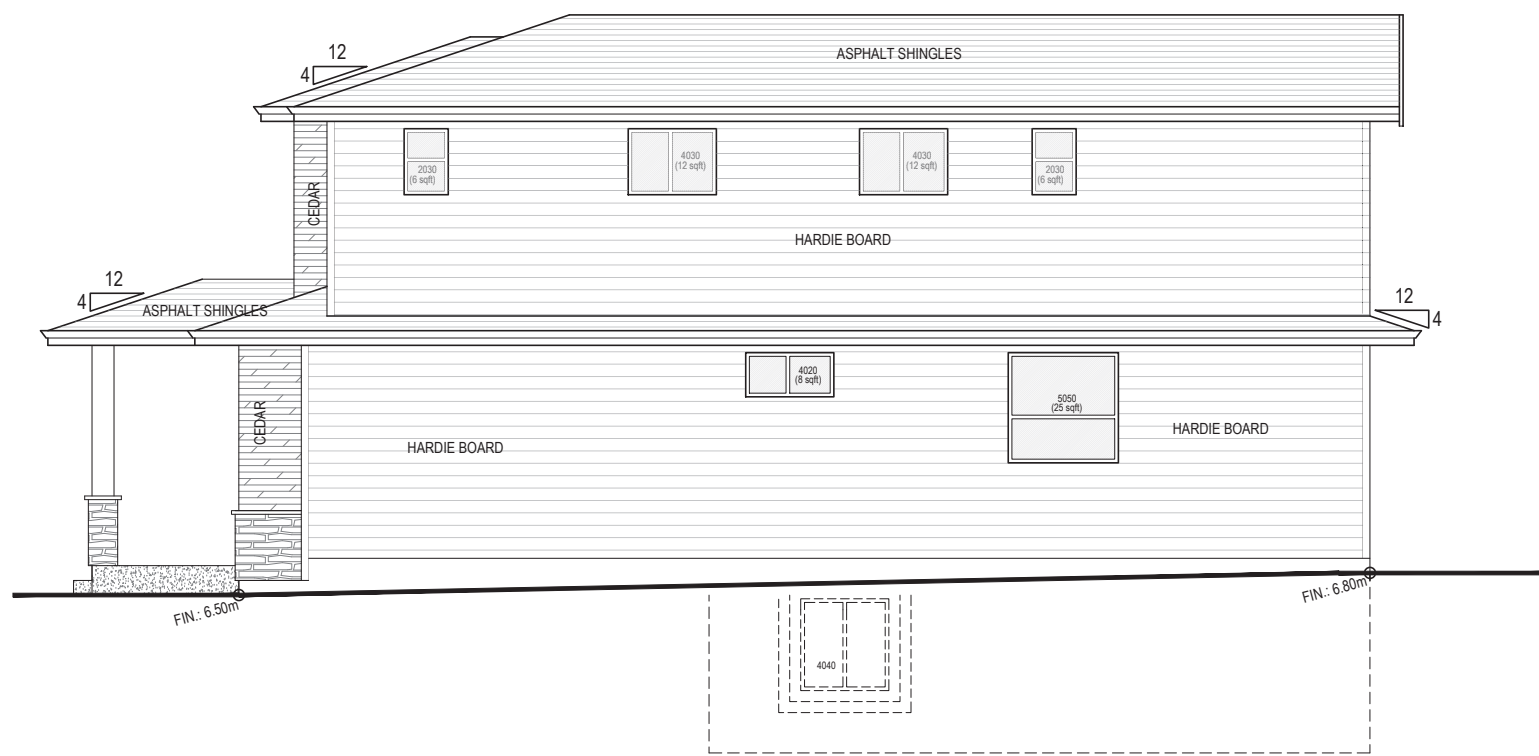 12
4
ASPHALT SHINGLES
CEDAR
2030
(6 sqft)
4030
(12 sqft)
4030
(12 sqft)
2030
(6 sqft)
HARDIE BOARD
12
4
ASPHALT SHINGLES
12
4
CEDAR
HARDIE BOARD
4020
(8 sqft)
5050
(25 sqft)
HARDIE BOARD
FIN.: 6.50m
FIN.: 6.80m
4040